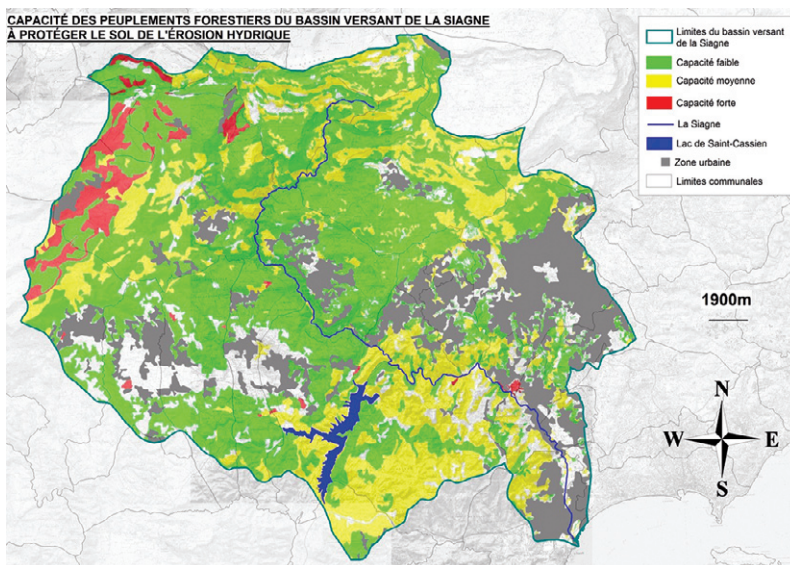 CAPACITÉ DES PEUPLEMENTS FORESTIERS DU BASSIN VERSANT DE LA SIAGNE
À PROTÉGER LE SOL DE L'ÉROSION HYDRIQUE
Limites du bassin versant
de la Siagne
Capacité faible
Capacité moyenne
Capacité forte
La Siagne
Lac de Saint-Cassien
Zone urbaine
Limites communales
1900m
N
W E
S